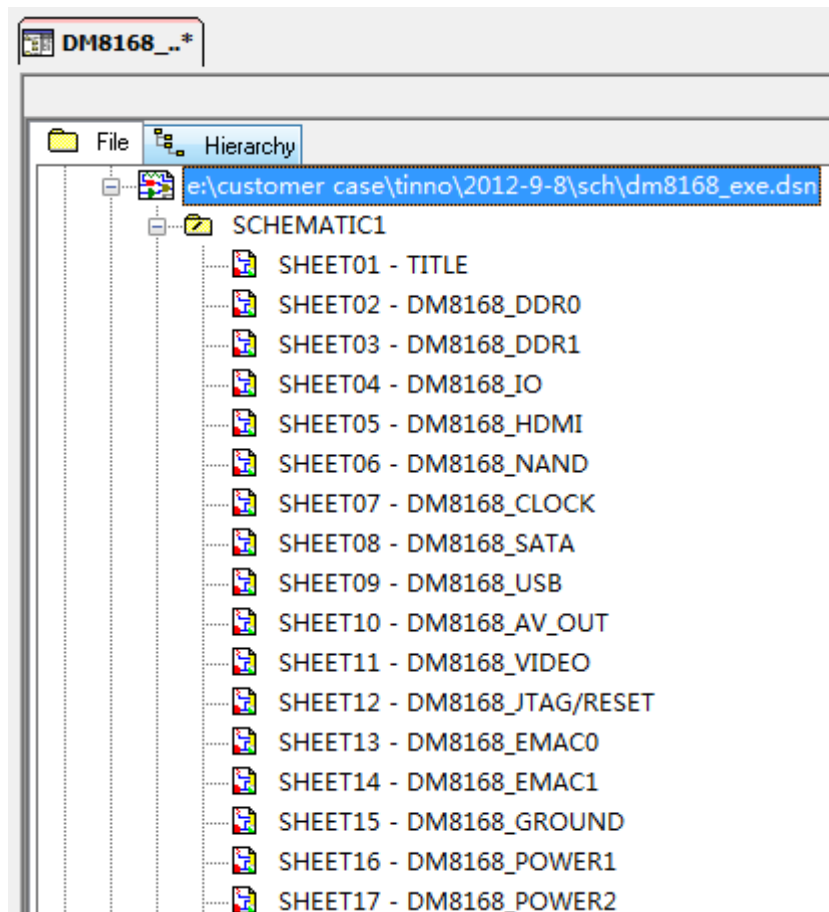 DM8168_..*
File Hierarchy
e:\customer case\tinno\2012-9-8\sch\dm8168_exe.dsn
SCHEMATIC1
SHEET01 - TITLE
SHEET02 - DM8168_DDR0
SHEET03 - DM8168_DDR1
SHEET04 - DM8168_IO
SHEET05 - DM8168_HDMI
SHEET06 - DM8168_NAND
SHEET07 - DM8168_CLOCK
SHEET08 - DM8168_SATA
SHEET09 - DM8168_USB
SHEET10 - DM8168_AV_OUT
SHEET11 - DM8168_VIDEO
SHEET12 - DM8168_JTAG/RESET
SHEET13 - DM8168_EMAC0
SHEET14 - DM8168_EMAC1
SHEET15 - DM8168_GROUND
SHEET16 - DM8168_POWER1
SHEET17 - DM8168_POWER2